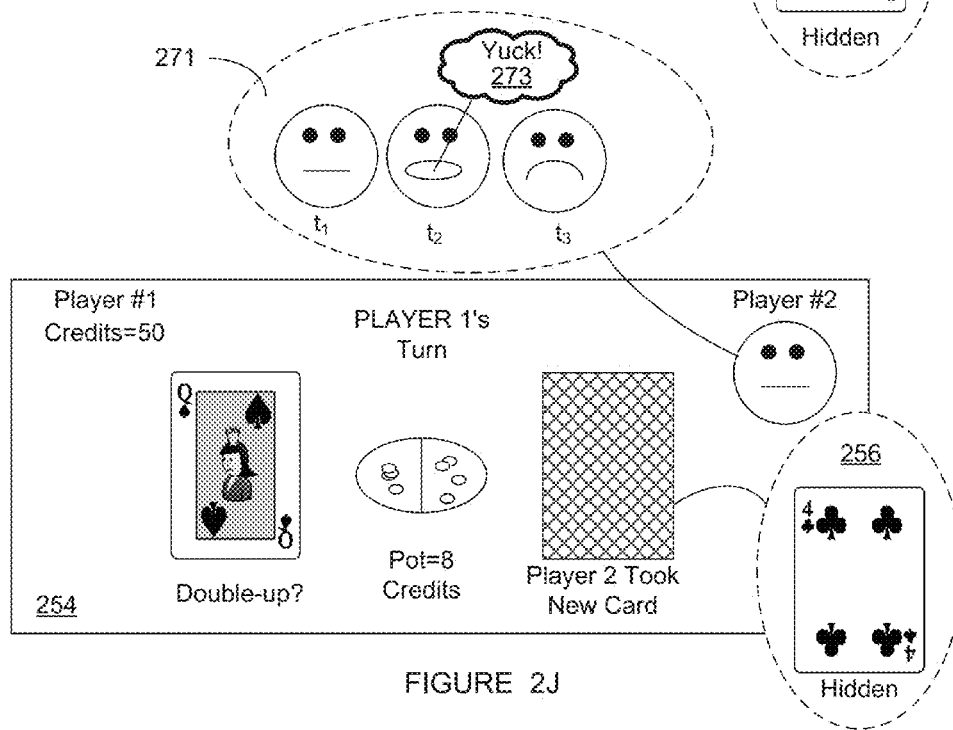 Hidden
271
Yuck!
273
t₁ t₂ t₃
Player #1
Credits=50
PLAYER 1's
Turn
Player #2
Q
Q
Double-up?
Pot=8
Credits
Player 2 Took
New Card
254
256
4
4
Hidden
FIGURE 2J